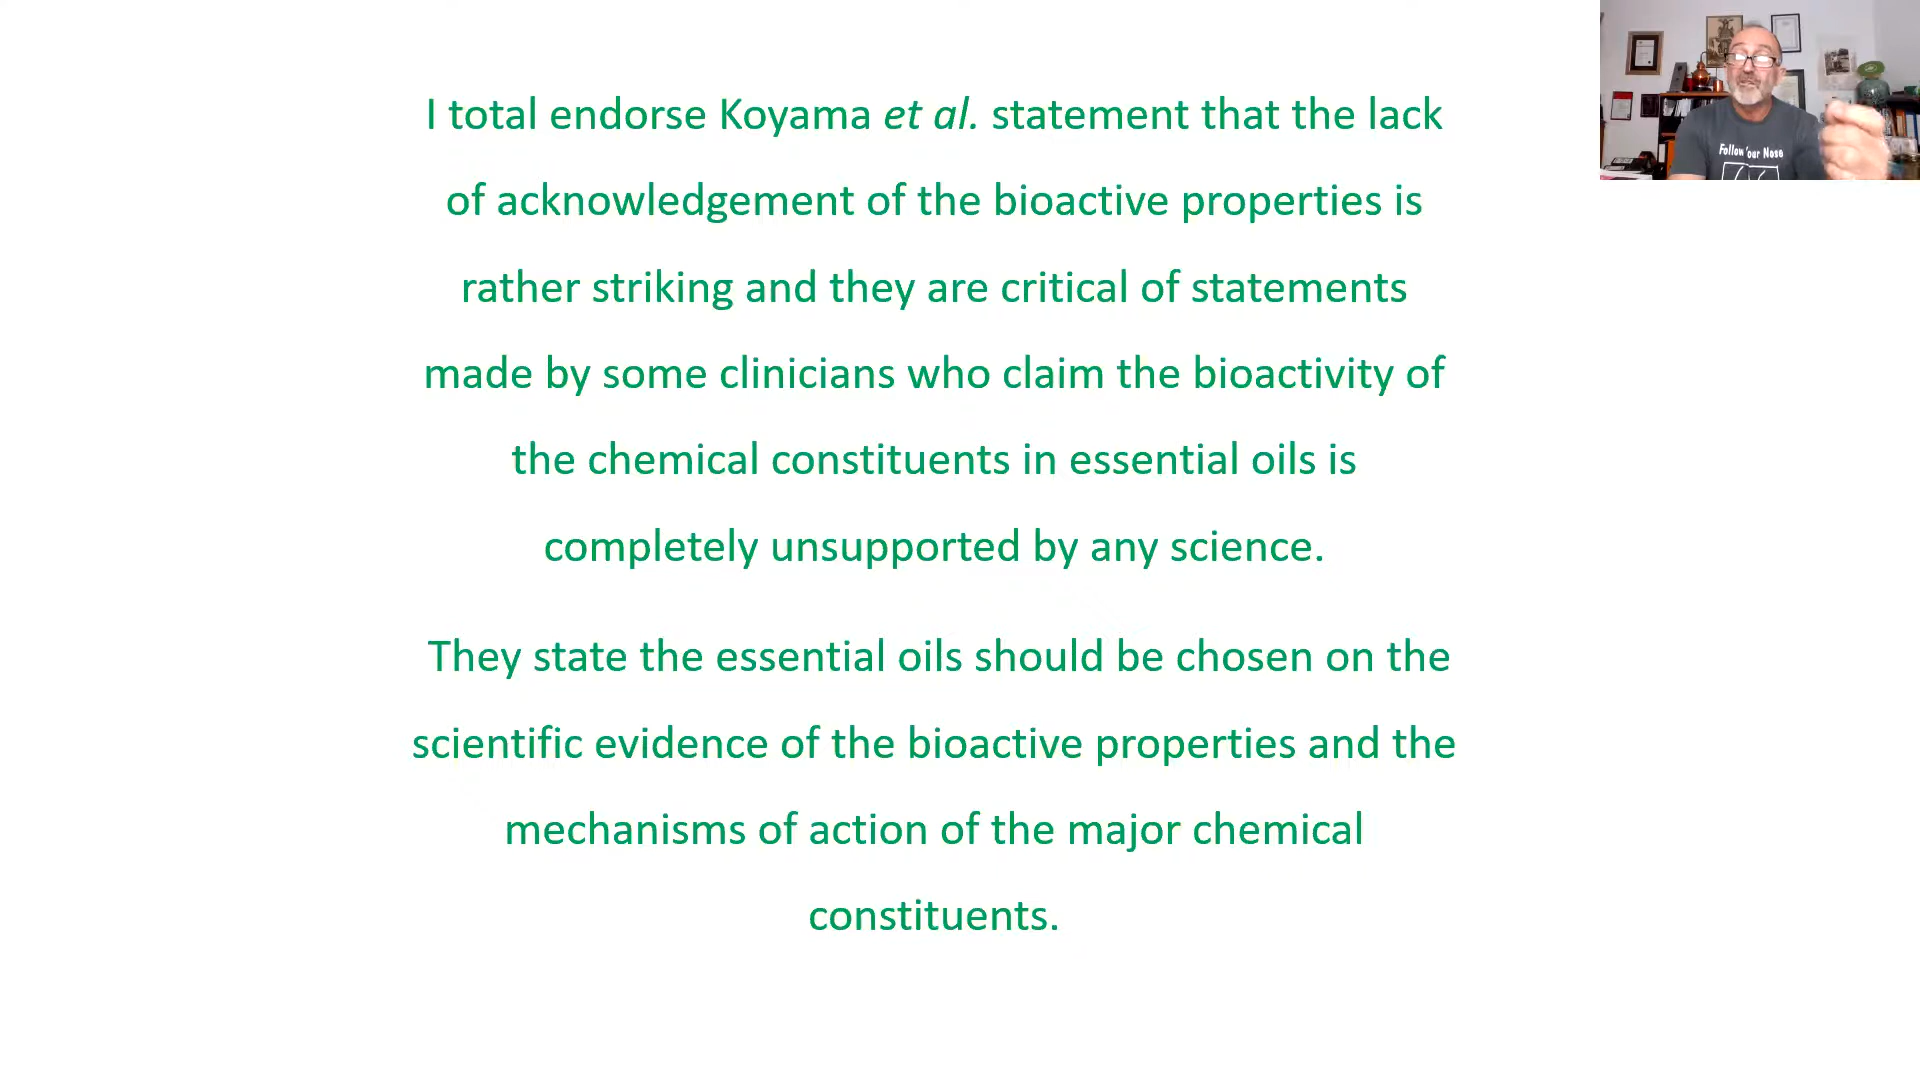 I total endorse Koyama et al. statement that the lack
of acknowledgement of the bioactive properties is
rather striking and they are critical of statements
made by some clinicians who claim the bioactivity of
the chemical constituents in essential oils is
completely unsupported by any science.
They state the essential oils should be chosen on the
scientific evidence of the bioactive properties and the
mechanisms of action of the major chemical
constituents.
Follow Your Nose